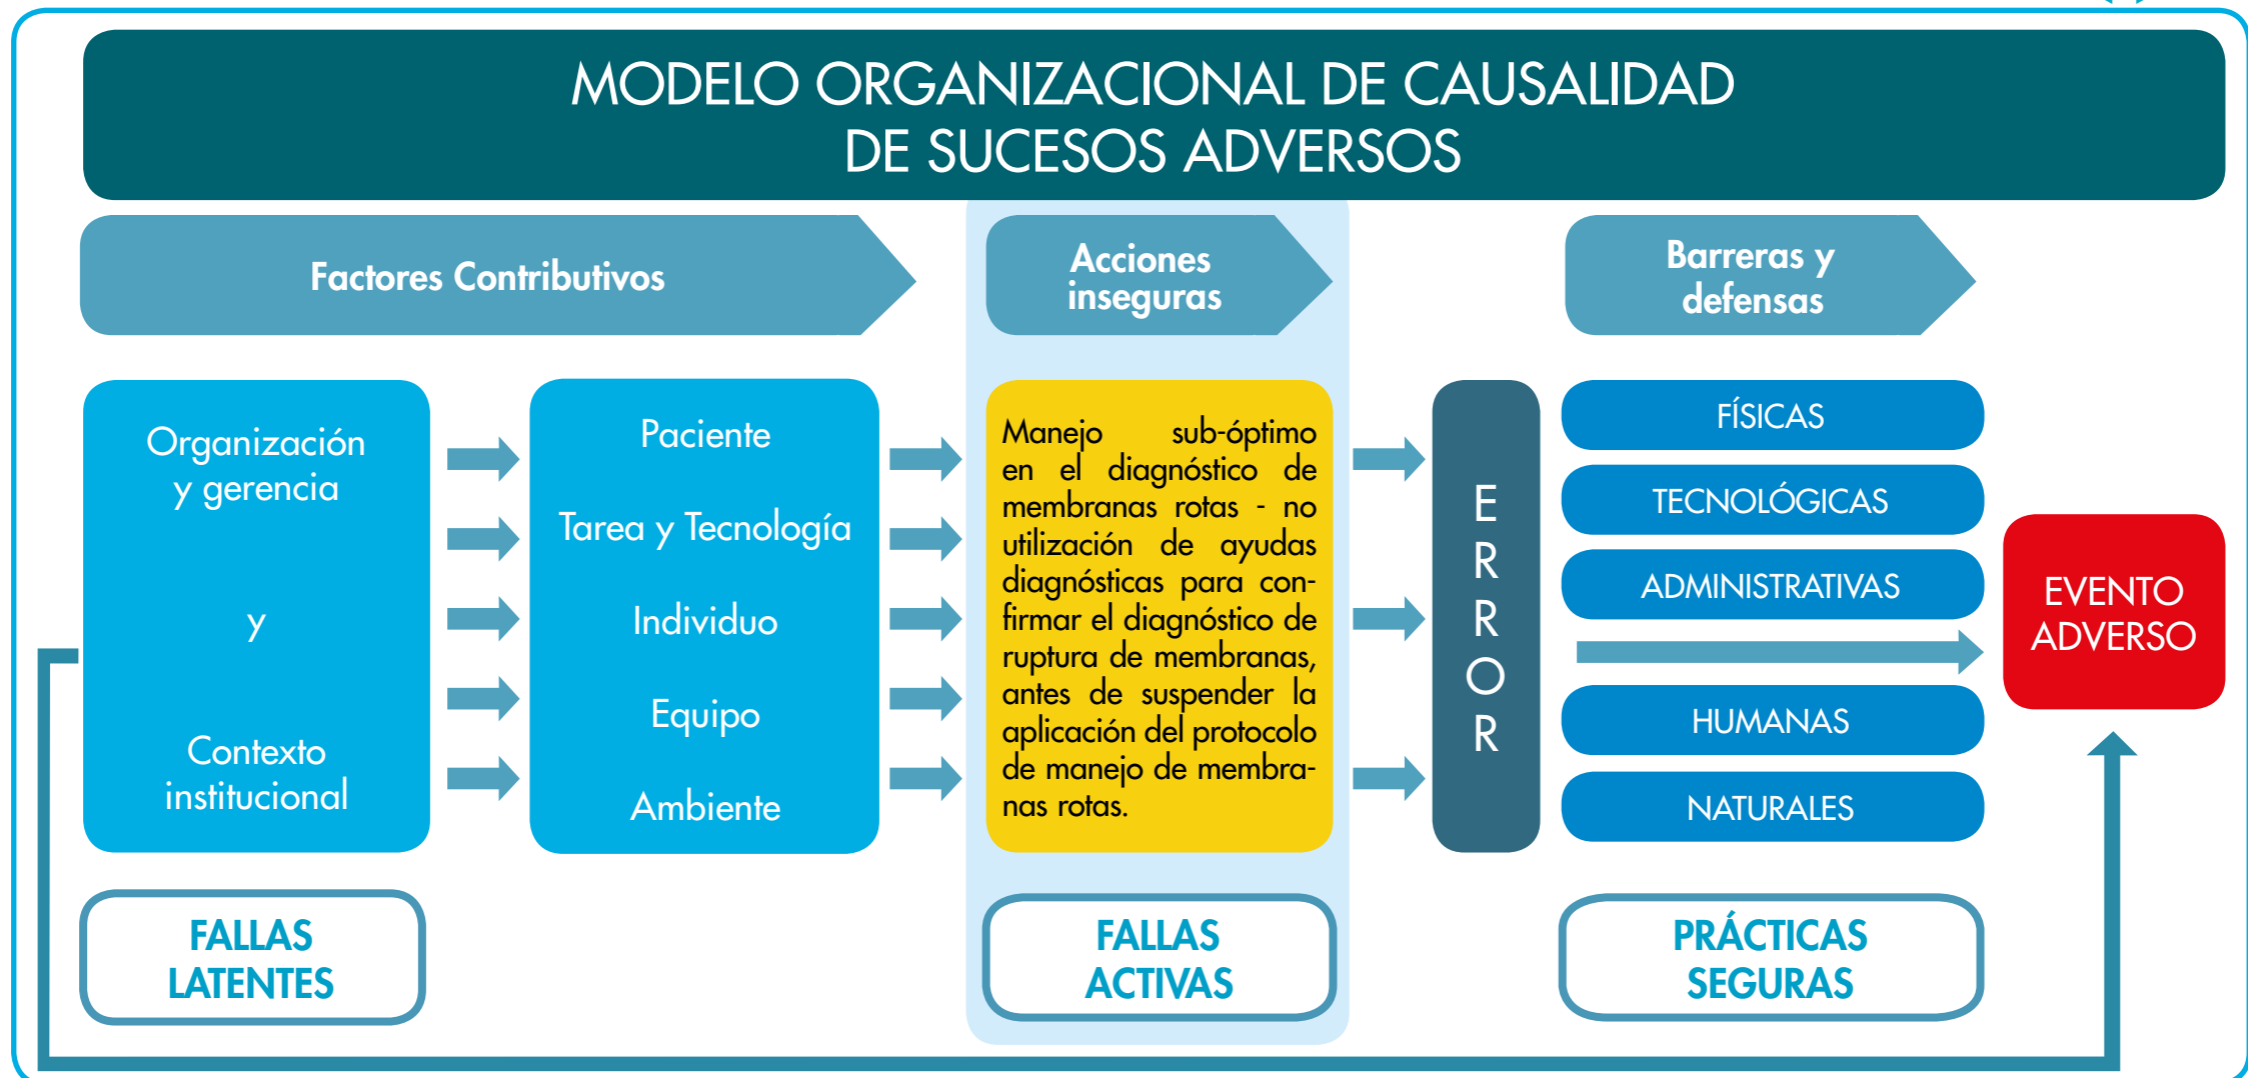 MODELO ORGANIZACIONAL DE CAUSALIDAD
DE SUCESOS ADVERSOS
Factores Contributivos
Acciones
inseguras
Barreras y
defensas
Organización
y gerencia
y
Contexto
institucional
Paciente
Tarea y Tecnología
Individuo
Equipo
Ambiente
Manejo sub-óptimo
en el diagnóstico de
membranas rotas - no
utilización de ayudas
diagnósticas para con-
firmar el diagnóstico de
ruptura de membranas,
antes de suspender la
aplicación del protocolo
de manejo de membra-
nas rotas.
E
R
R
O
R
FÍSICAS
TECNOLÓGICAS
ADMINISTRATIVAS
HUMANAS
NATURALES
EVENTO
ADVERSO
FALLAS
LATENTES
FALLAS
ACTIVAS
PRÁCTICAS
SEGURAS